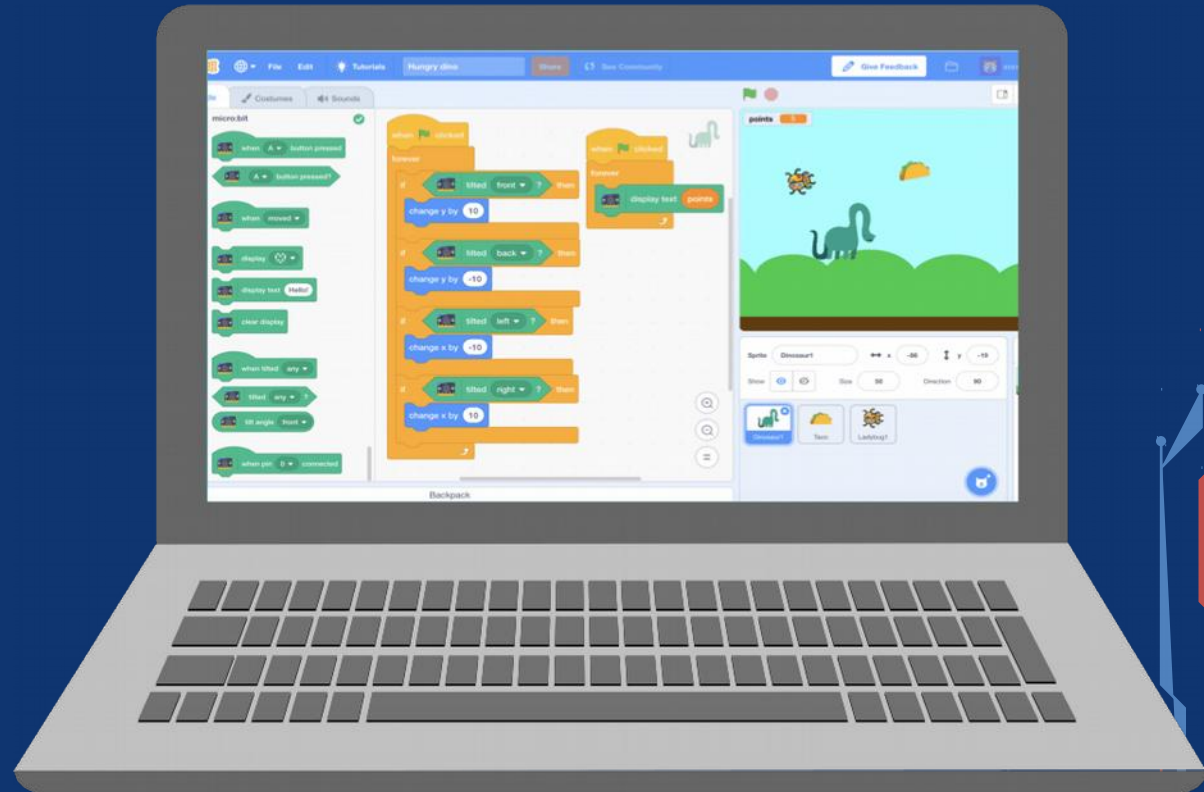 File Edit Tutorials Hungry dino Share See Community Give Feedback
Costumes Sounds
micro:bit
when A button pressed
A button pressed?
when moved
display
display text Hello!
clear display
when tilted any
tilted any ?
tilt angle front
when pin 0 connected
when clicked
forever
if tilted front ? then
change y by 10
if tilted back ? then
change y by -10
if tilted left ? then
change x by -10
if tilted right ? then
change x by 10
when clicked
forever
display text points
Backpack
points
Sprite Dinosaur1 x y
Show Size 50 Direction 90
Dinosaur1 Taco Ladybug1